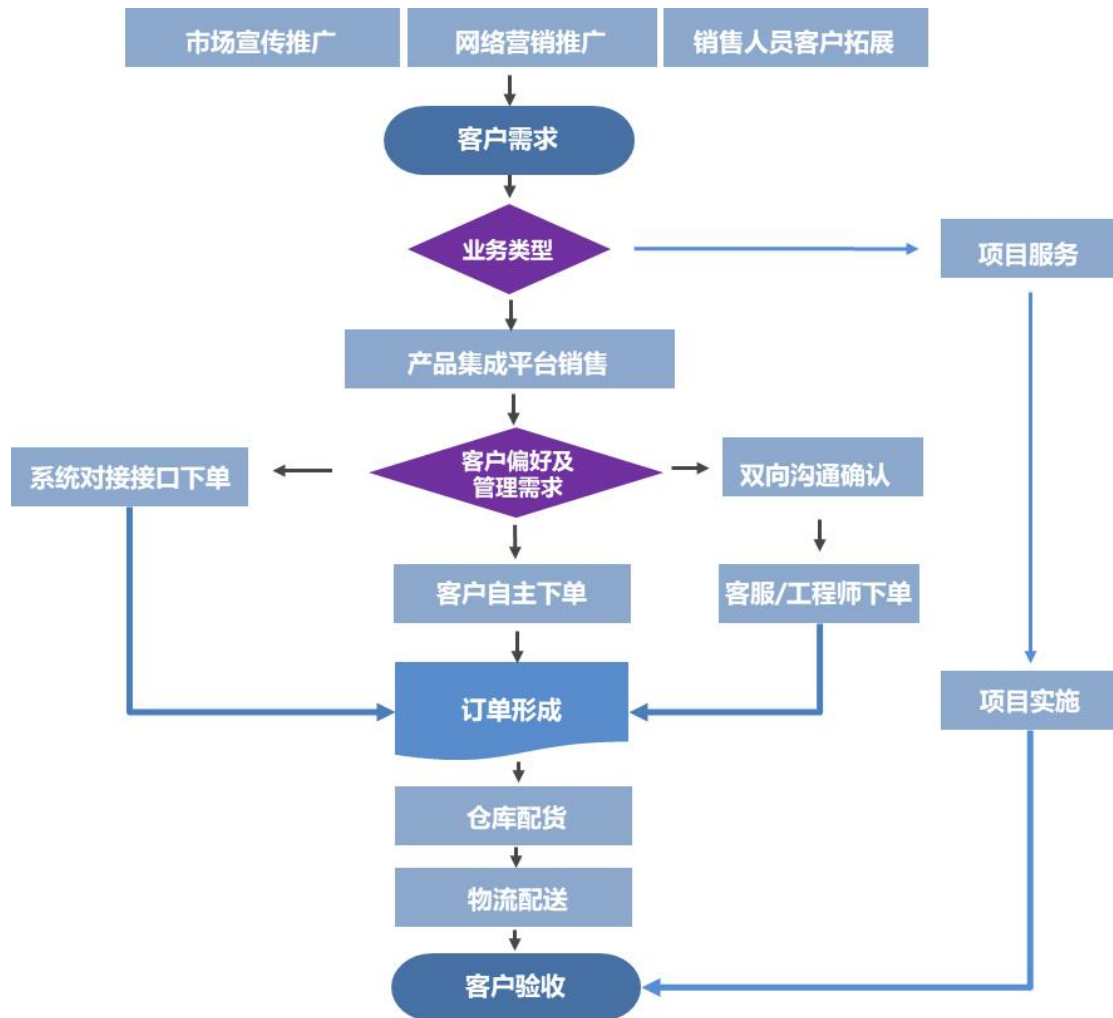 市场宣传推广
网络营销推广
销售人员客户拓展
客户需求
业务类型
项目服务
产品集成平台销售
系统对接接口下单
客户偏好及
管理需求
双向沟通确认
客户自主下单
客服/工程师下单
订单形成
项目实施
仓库配货
物流配送
客户验收